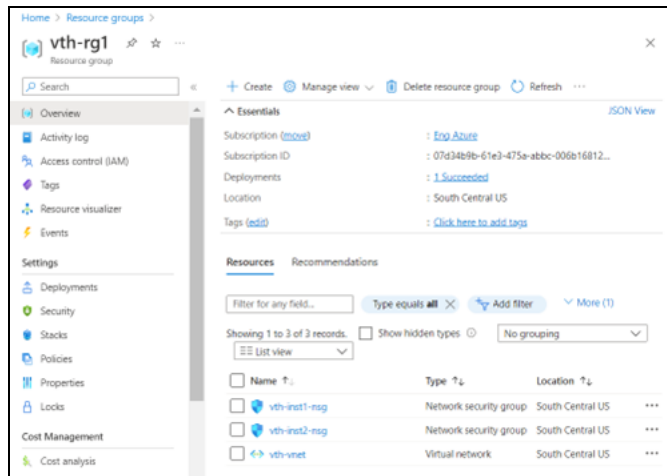 Home > Resource groups >
vth-rg1
Resource group
Search
Overview
Activity log
Access control (IAM)
Tags
Resource visualizer
Events
Settings
Deployments
Security
Stacks
Policies
Properties
Locks
Cost Management
Cost analysis
Create Manage view Delete resource group Refresh
Essentials JSON View
Subscription (move) : Eng Azure
Subscription ID : 07d34b9b-61e3-475a-abbc-006b16812...
Deployments : 1 Succeeded
Location : South Central US
Tags (edit) : Click here to add tags
Resources Recommendations
Filter for any field... Type equals all Add filter More (1)
Showing 1 to 3 of 3 records. Show hidden types No grouping
List view
Name Type Location
vth-inst1-nsg Network security group South Central US
vth-inst2-nsg Network security group South Central US
vth-vnet Virtual network South Central US